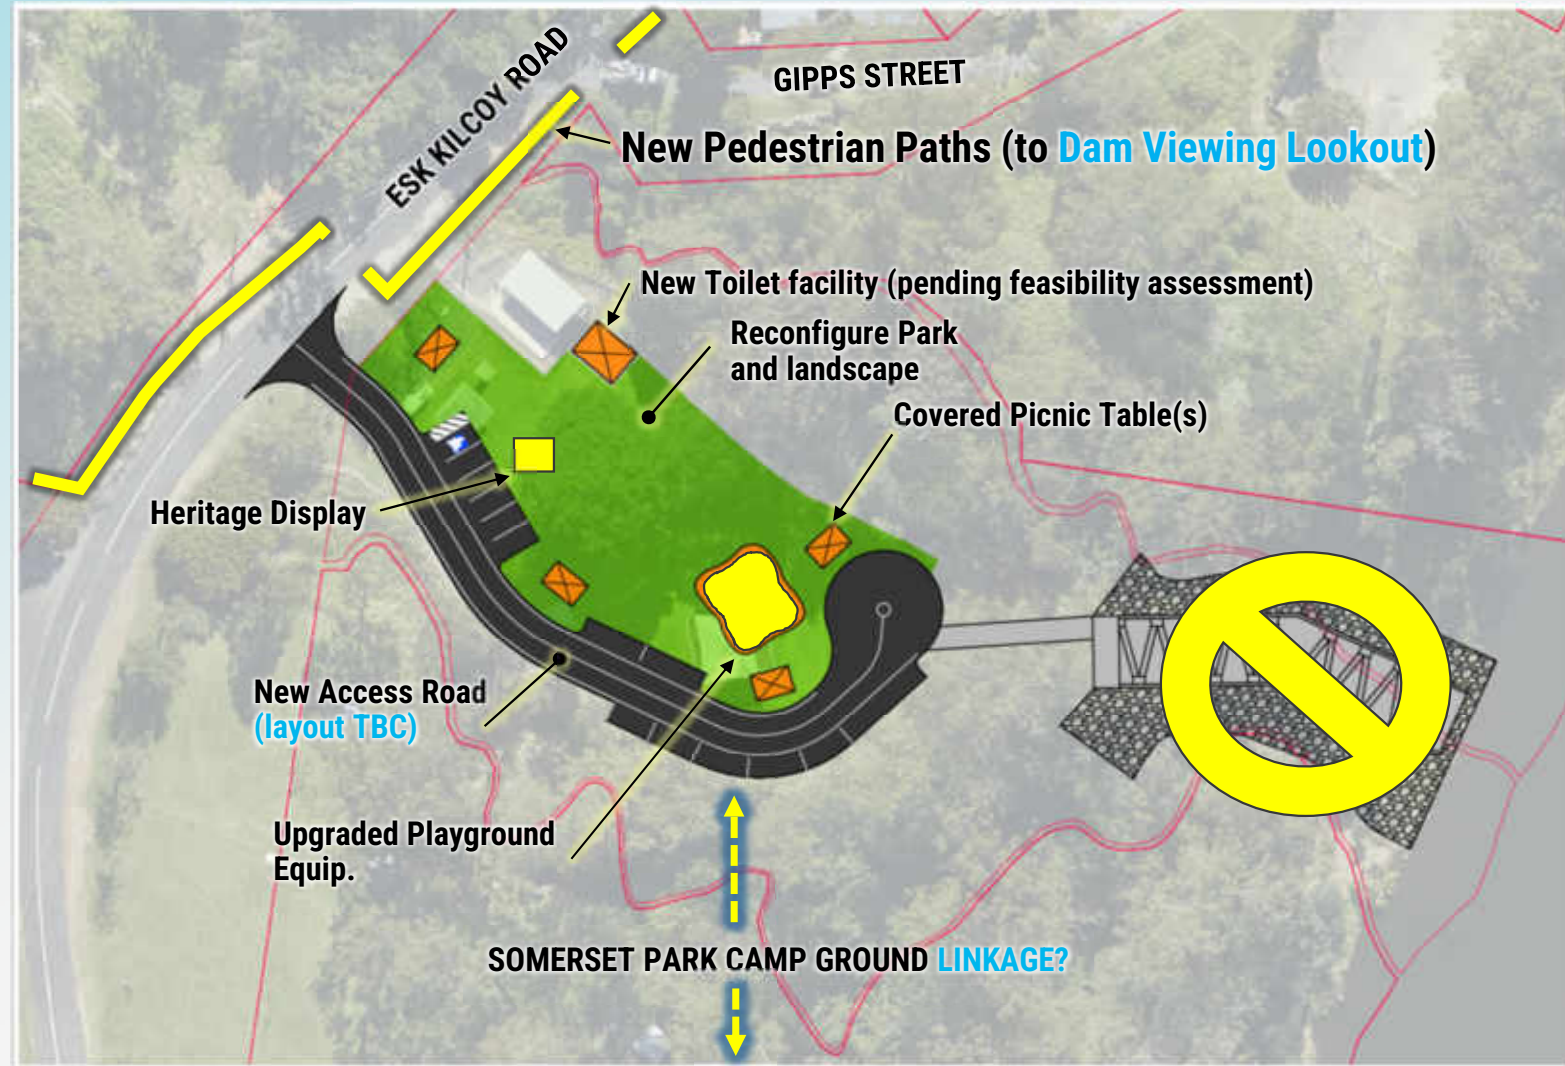 ESK KILCOY ROAD
GIPPS STREET
New Pedestrian Paths (to Dam Viewing Lookout)
New Toilet facility (pending feasibility assessment)
Reconfigure Park
and landscape
Covered Picnic Table(s)
Heritage Display
New Access Road
(layout TBC)
Upgraded Playground
Equip.
SOMERSET PARK CAMP GROUND LINKAGE?